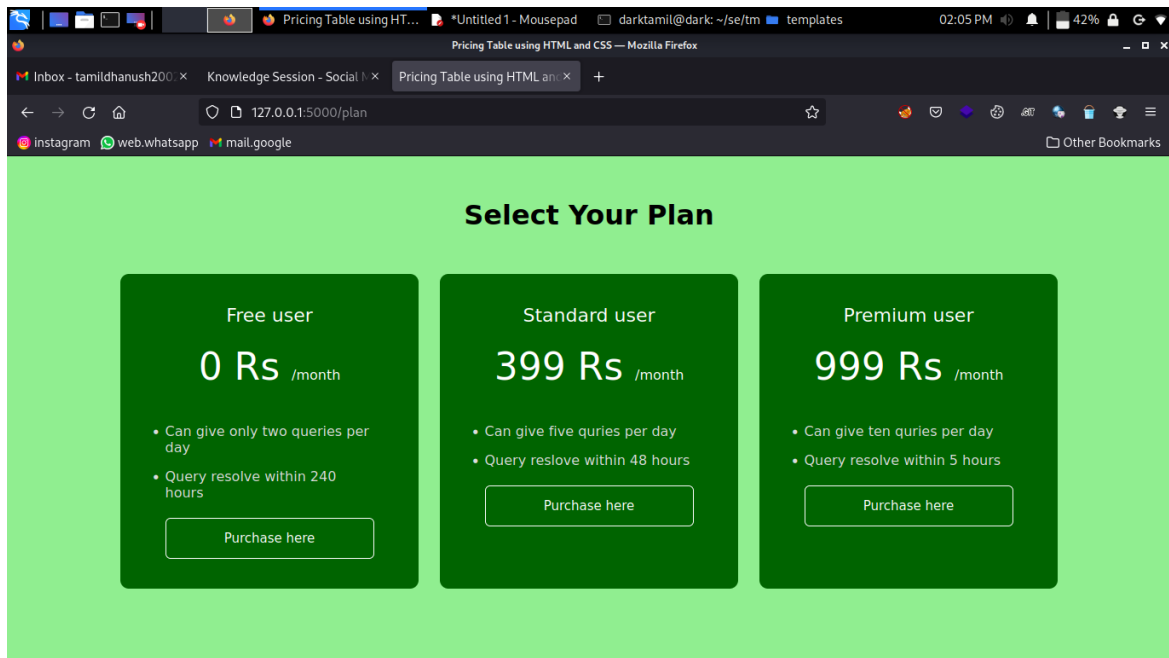 Pricing Table using HT... *Untitled 1 - Mousepad darktamil@dark: ~/se/tm templates 02:05 PM 42%
Pricing Table using HTML and CSS — Mozilla Firefox
Inbox - tamildhanush200 Knowledge Session - Social Pricing Table using HTML an
127.0.0.1:5000/plan
instagram web.whatsapp mail.google Other Bookmarks
Select Your Plan
Free user
0 Rs /month
• Can give only two queries per
day
• Query resolve within 240
hours
Purchase here
Standard user
399 Rs /month
• Can give five quries per day
• Query reslove within 48 hours
Purchase here
Premium user
999 Rs /month
• Can give ten quries per day
• Query resolve within 5 hours
Purchase here